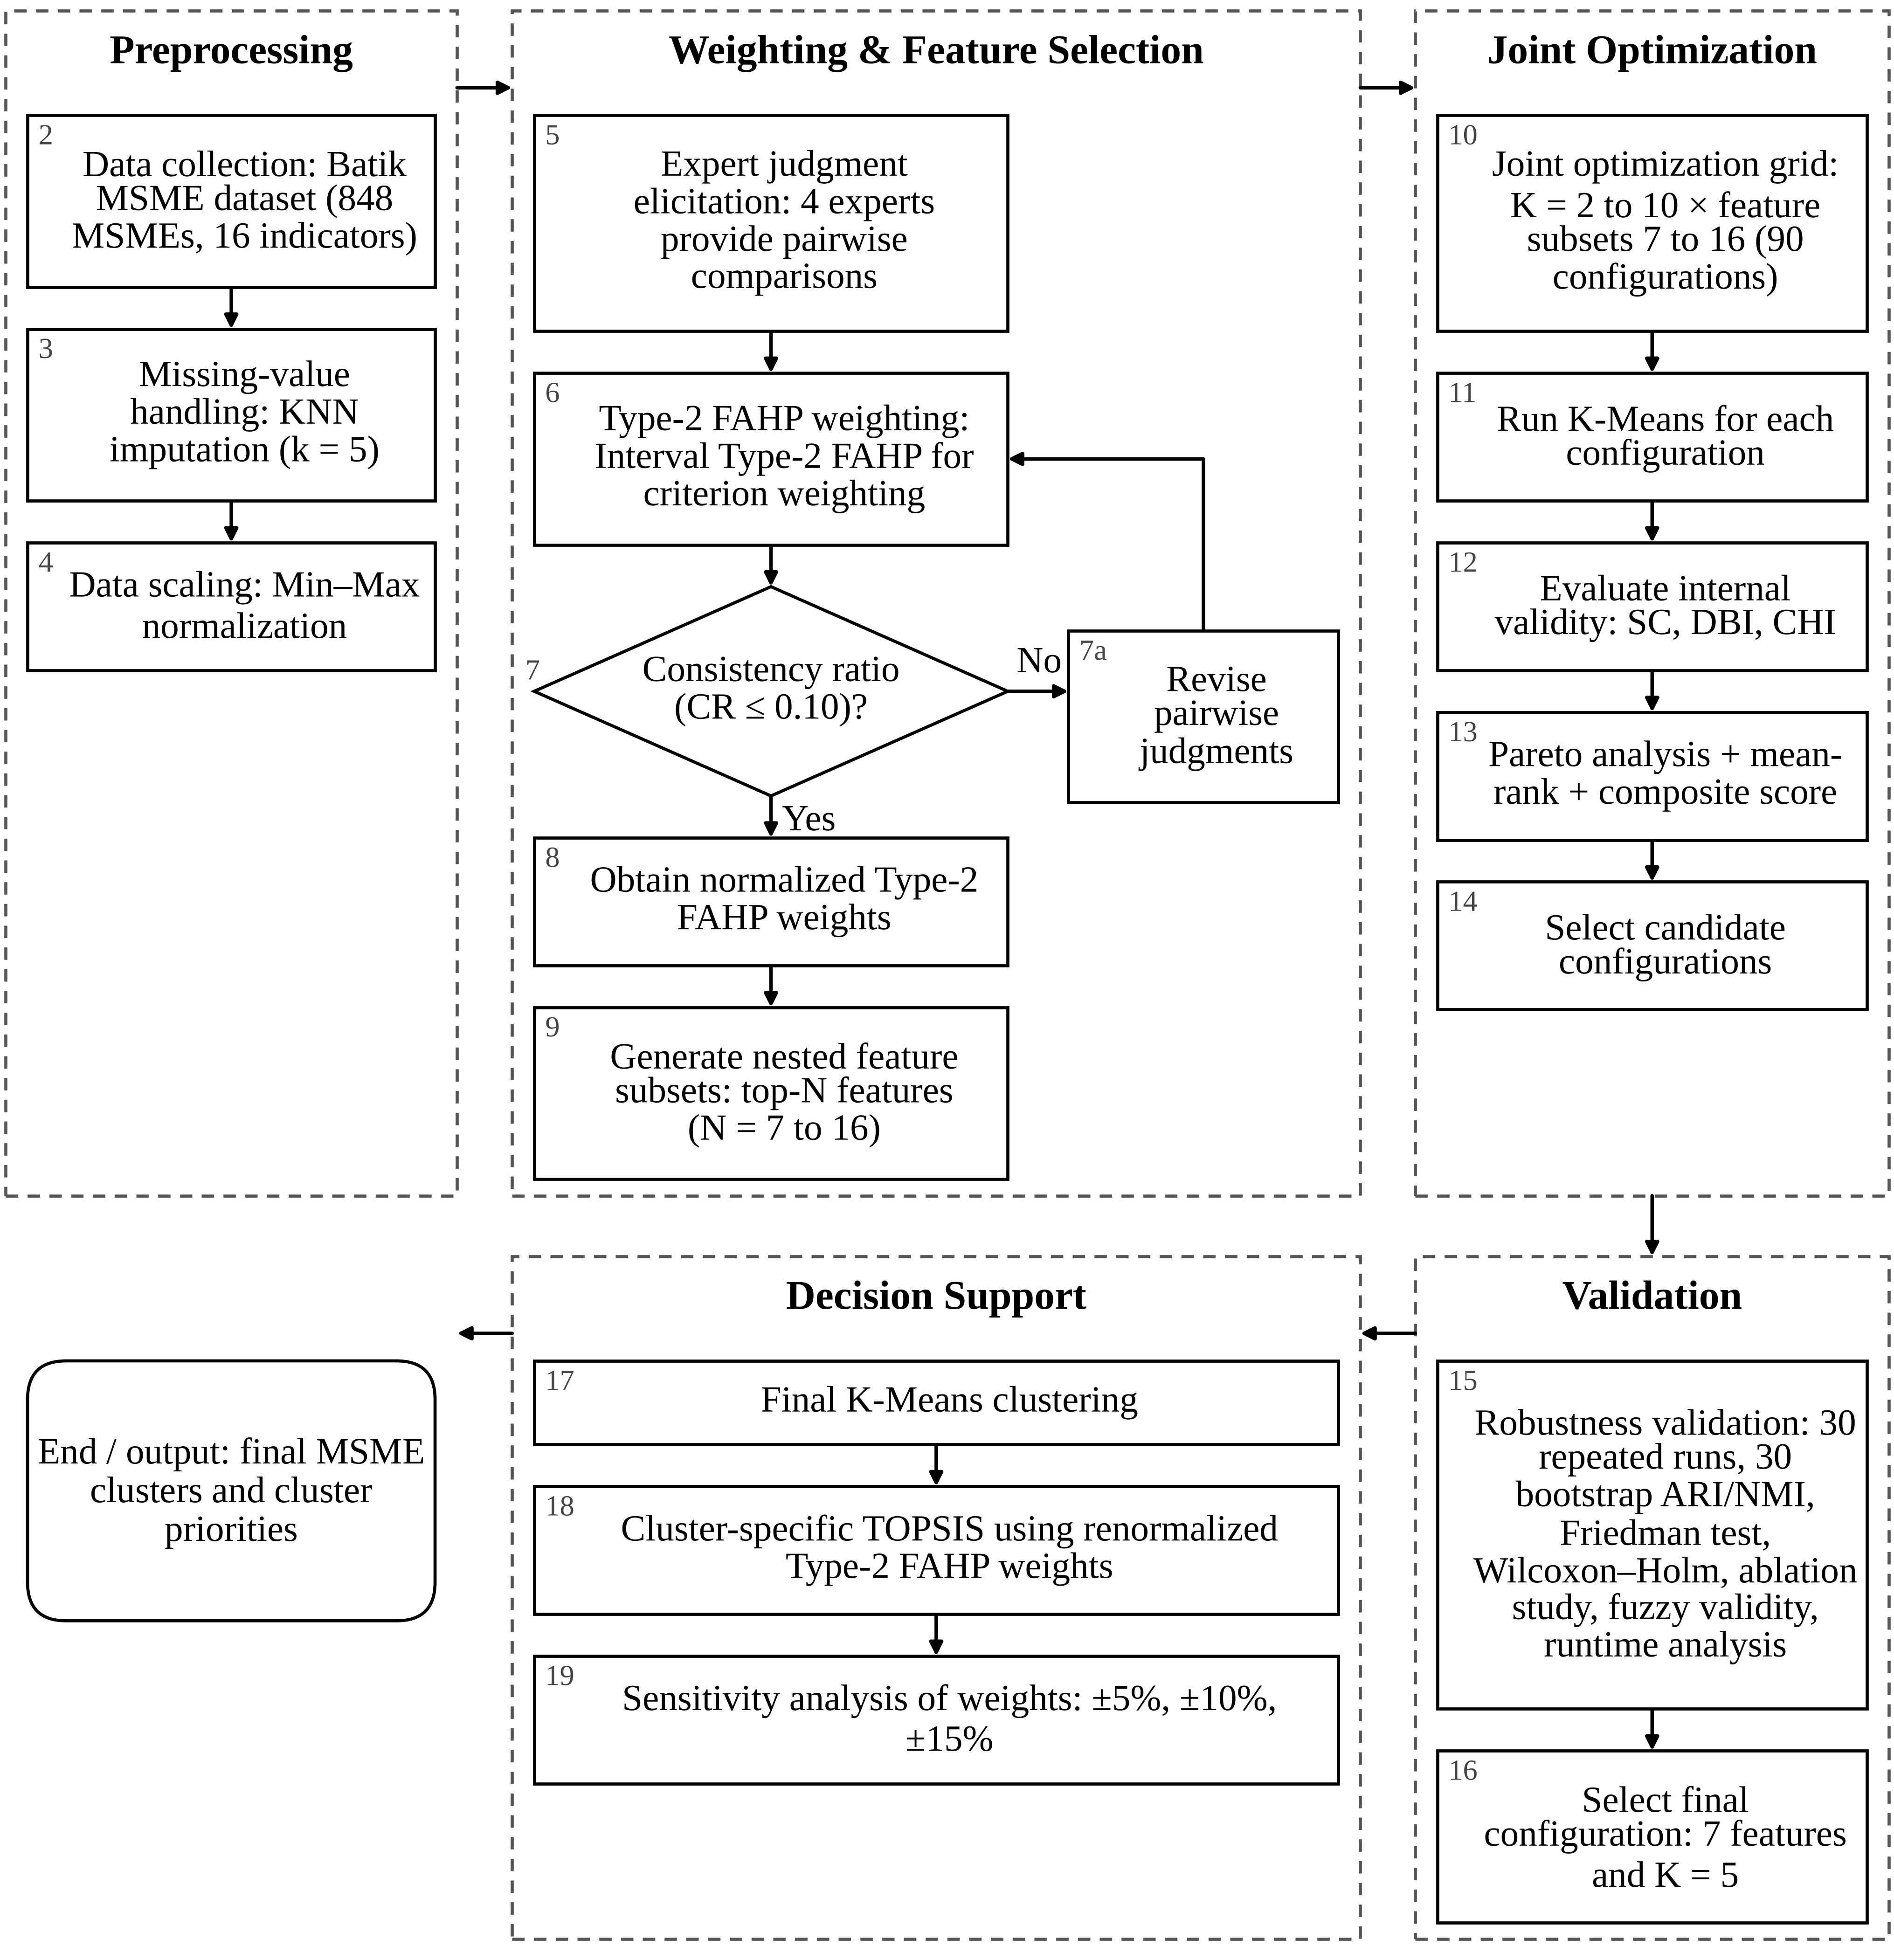 Preprocessing
2
Data collection: Batik
MSME dataset (848
MSMEs, 16 indicators)
3
Missing-value
handling: KNN
imputation (k = 5)
4
Data scaling: Min–Max
normalization
Weighting & Feature Selection
5
Expert judgment
elicitation: 4 experts
provide pairwise
comparisons
6
Type-2 FAHP weighting:
Interval Type-2 FAHP for
criterion weighting
7
Consistency ratio
(CR ≤ 0.10)?
No
7a
Revise
pairwise
judgments
Yes
8
Obtain normalized Type-2
FAHP weights
9
Generate nested feature
subsets: top-N features
(N = 7 to 16)
Joint Optimization
10
Joint optimization grid:
K = 2 to 10 × feature
subsets 7 to 16 (90
configurations)
11
Run K-Means for each
configuration
12
Evaluate internal
validity: SC, DBI, CHI
13
Pareto analysis + mean-
rank + composite score
14
Select candidate
configurations
Validation
15
Robustness validation: 30
repeated runs, 30
bootstrap ARI/NMI,
Friedman test,
Wilcoxon–Holm, ablation
study, fuzzy validity,
runtime analysis
16
Select final
configuration: 7 features
and K = 5
Decision Support
17
Final K-Means clustering
18
Cluster-specific TOPSIS using renormalized
Type-2 FAHP weights
19
Sensitivity analysis of weights: ±5%, ±10%,
±15%
End / output: final MSME
clusters and cluster
priorities